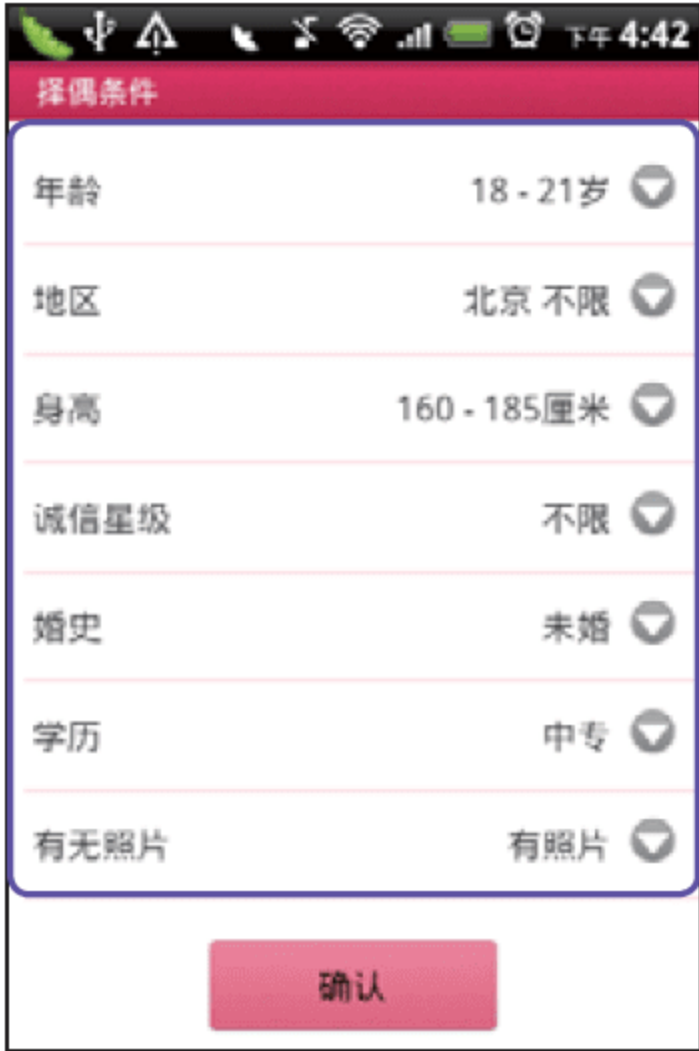 下午 4:42
择偶条件
年龄 18 - 21岁
地区 北京 不限
身高 160 - 185厘米
诚信星级 不限
婚史 未婚
学历 中专
有无照片 有照片
确认